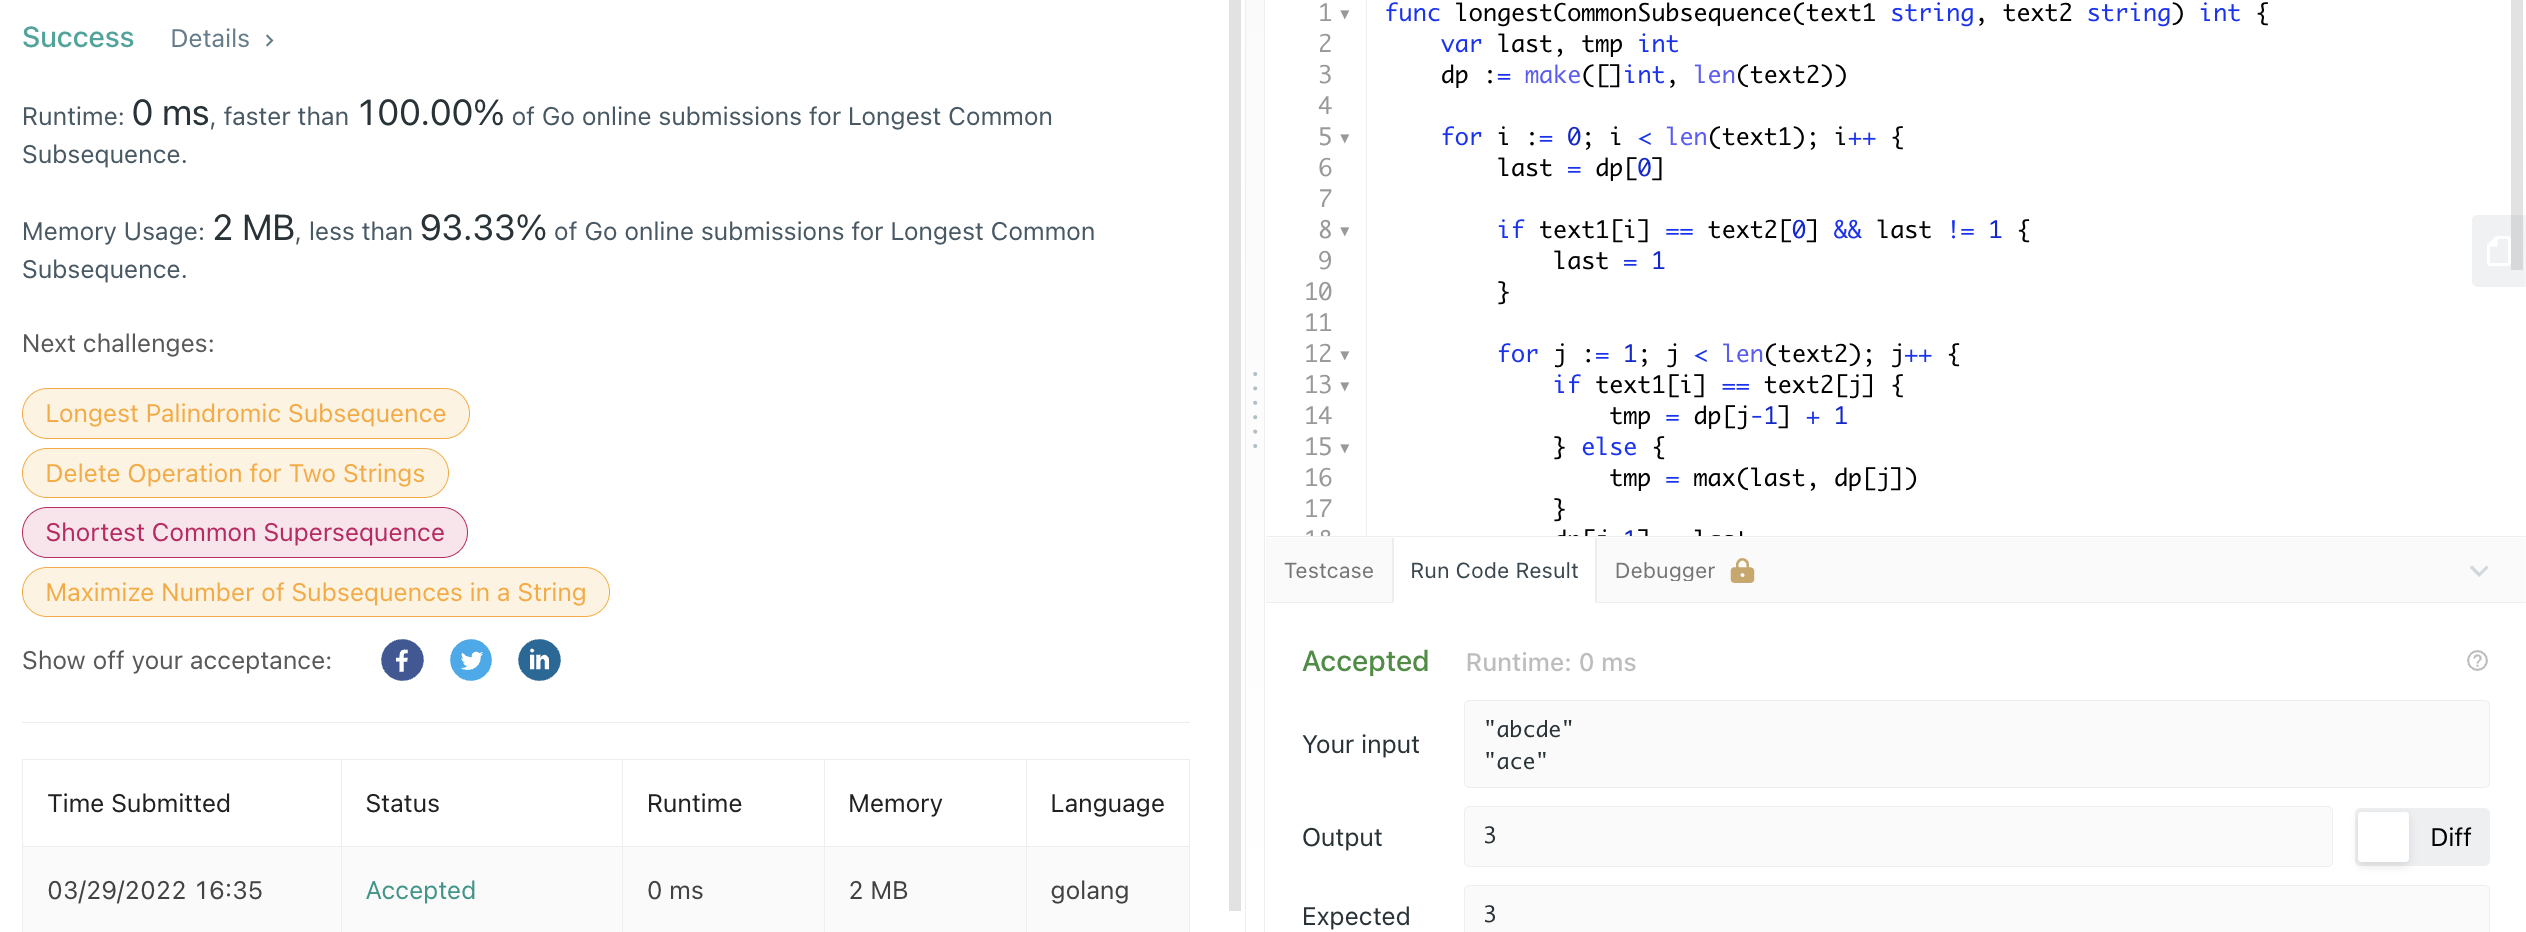 Success Details >
Runtime: 0 ms, faster than 100.00% of Go online submissions for Longest Common
Subsequence.
Memory Usage: 2 MB, less than 93.33% of Go online submissions for Longest Common
Subsequence.
Next challenges:
Longest Palindromic Subsequence
Delete Operation for Two Strings
Shortest Common Supersequence
Maximize Number of Subsequences in a String
Show off your acceptance:
Time Submitted Status Runtime Memory Language
03/29/2022 16:35 Accepted 0 ms 2 MB golang
1 func longestCommonSubsequence(text1 string, text2 string) int {
2     var last, tmp int
3     dp := make([]int, len(text2))
4
5     for i := 0; i < len(text1); i++ {
6         last = dp[0]
7
8         if text1[i] == text2[0] && last != 1 {
9             last = 1
10         }
11
12         for j := 1; j < len(text2); j++ {
13             if text1[i] == text2[j] {
14                 tmp = dp[j-1] + 1
15             } else {
16                 tmp = max(last, dp[j])
17             }
Testcase Run Code Result Debugger
Accepted Runtime: 0 ms
Your input
"abcde"
"ace"
Output 3 Diff
Expected 3